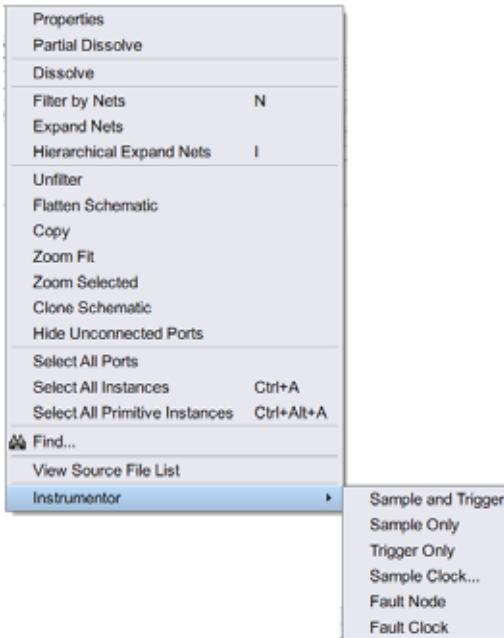 Properties
Partial Dissolve
Dissolve
Filter by Nets N
Expand Nets
Hierarchical Expand Nets I
Unfilter
Flatten Schematic
Copy
Zoom Fit
Zoom Selected
Clone Schematic
Hide Unconnected Ports
Select All Ports
Select All Instances Ctrl+A
Select All Primitive Instances Ctrl+Alt+A
Find...
View Source File List
Instrumentor
Sample and Trigger
Sample Only
Trigger Only
Sample Clock...
Fault Node
Fault Clock